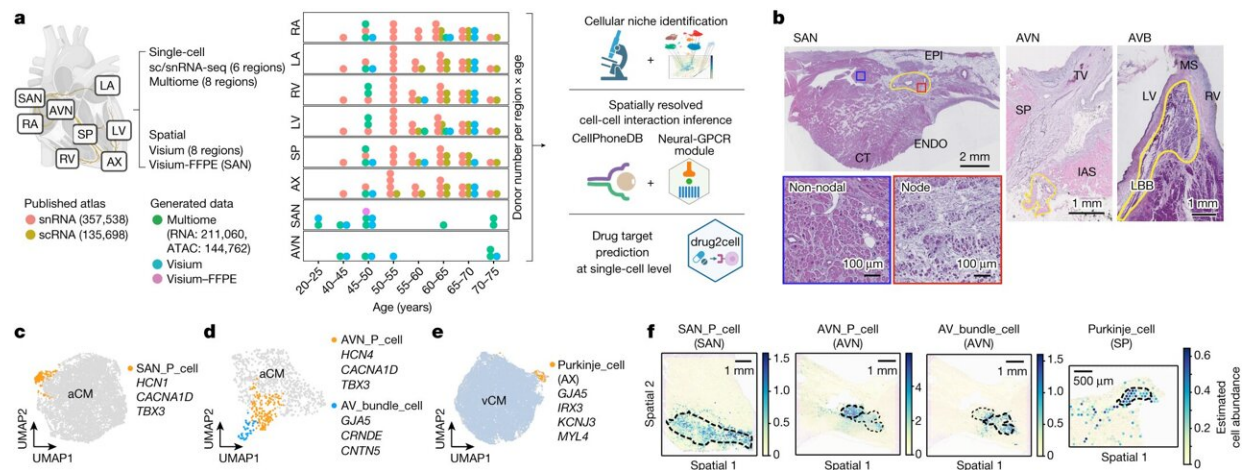 a
SAN
AVN
RA
SP
RV
LA
LV
AX
Single-cell
sc/snRNA-seq (6 regions)
Multiome (8 regions)
Spatial
Visium (8 regions)
Visium-FFPE (SAN)
Published atlas
snRNA (357,538)
scRNA (135,698)
Generated data
Multiome
(RNA: 211,060,
ATAC: 144,762)
Visium
Visium–FFPE
RA
LA
RV
LV
SP
AX
SAN
AVN
20–25
40–45
45–50
50–55
55–60
60–65
65–70
70–75
Age (years)
Donor number per region × age
Cellular niche identification
+
Spatially resolved
cell-cell interaction inference
CellPhoneDB
Neural-GPCR
module
+
Drug target
prediction
at single-cell level
drug2cell
b
SAN
EPI
ENDO
CT
2 mm
Non-nodal
100 μm
Node
100 μm
AVN
TV
SP
IAS
1 mm
AVB
MS
LV
RV
LBB
1 mm
c
aCM
SAN_P_cell
HCN1
CACNA1D
TBX3
UMAP2
UMAP1
d
aCM
AVN_P_cell
HCN4
CACNA1D
TBX3
AV_bundle_cell
GJA5
CRNDE
CNTN5
UMAP2
UMAP1
e
vCM
Purkinje_cell
(AX)
GJA5
IRX3
KCNJ3
MYL4
UMAP2
UMAP1
f
SAN_P_cell
(SAN)
1 mm
1.5
1.0
0.5
0
Spatial 2
Spatial 1
AVN_P_cell
(AVN)
1 mm
4
3
2
1
0
Spatial 1
AV_bundle_cell
(AVN)
1 mm
1.5
1.0
0.5
0
Spatial 1
Purkinje_cell
(SP)
500 μm
0.6
0.4
0.2
0
Spatial 1
Estimated
cell abundance